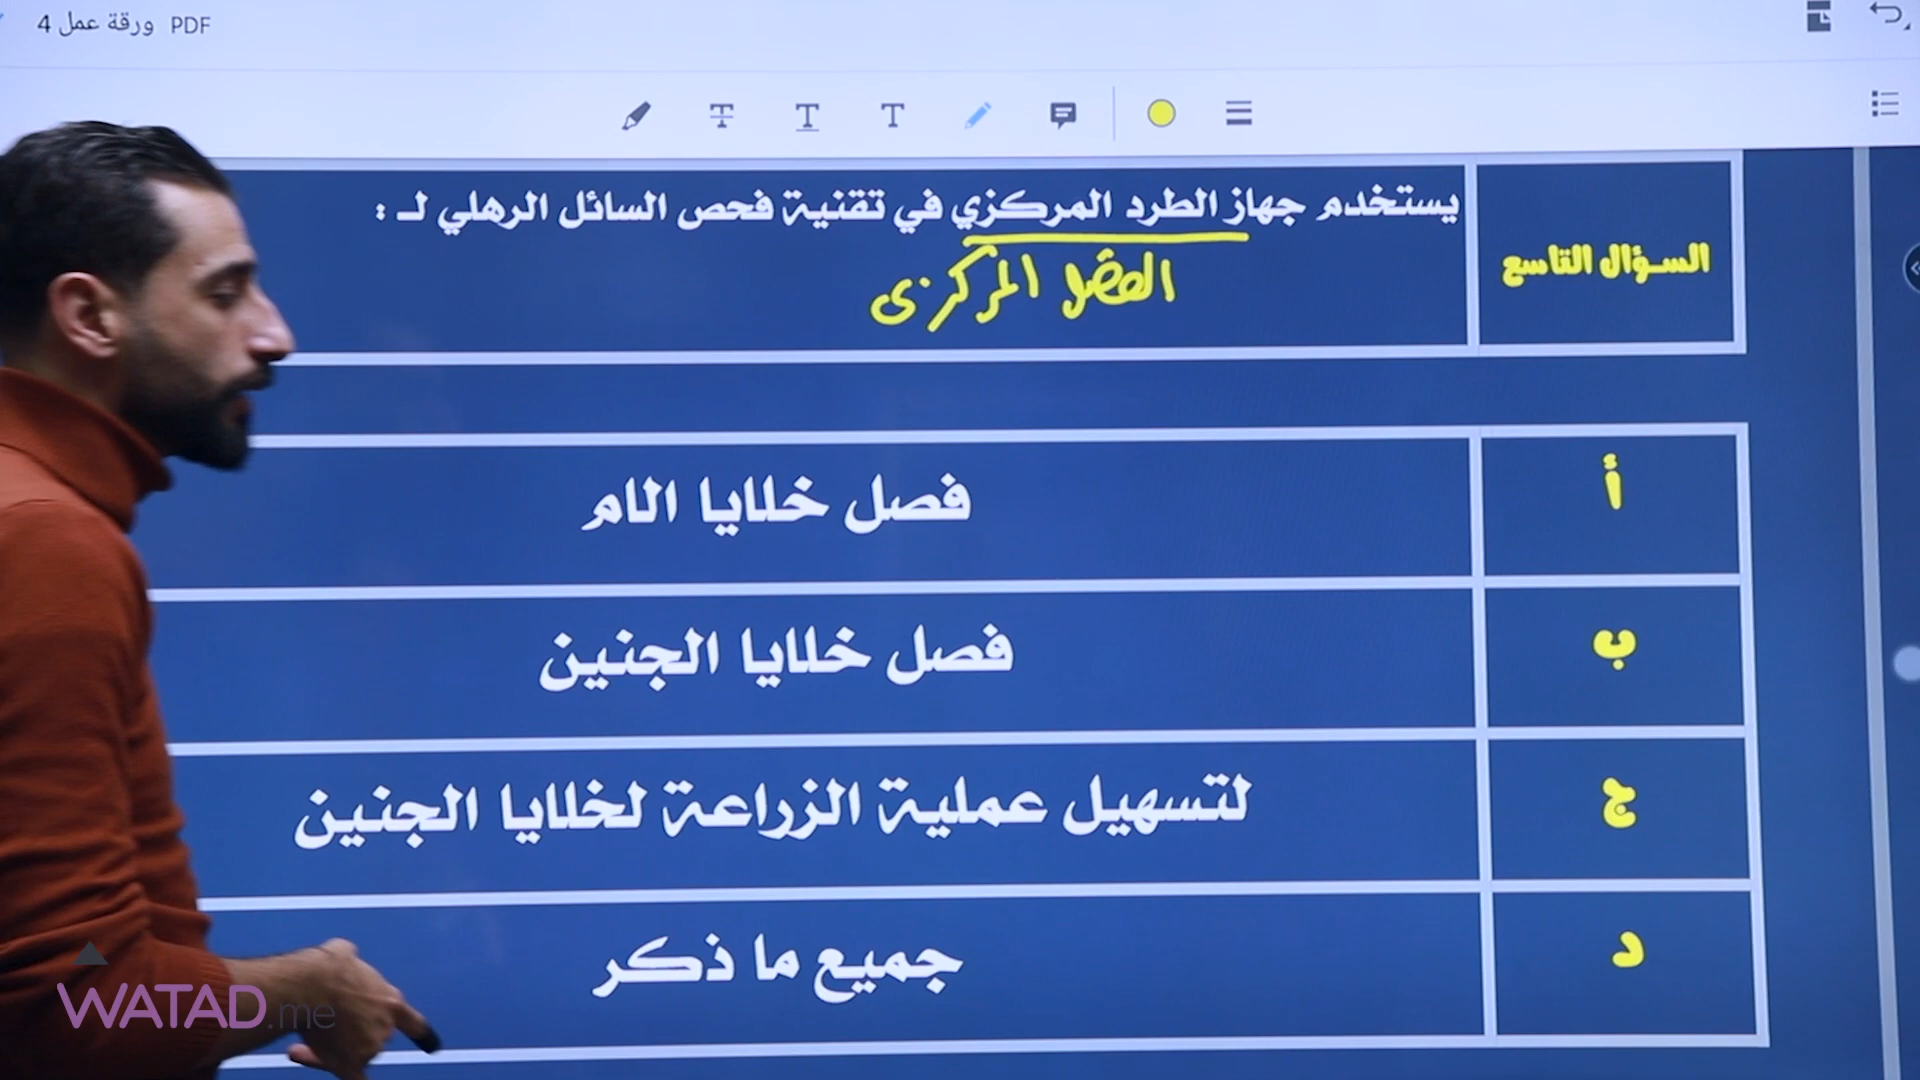 ورقة عمل 4 PDF
السؤال التاسع
يستخدم جهاز الطرد المركزي في تقنية فحص السائل الرهلي لـ :
الفصل المركزي
أ
فصل خلايا الام
ب
فصل خلايا الجنين
ج
لتسهيل عملية الزراعة لخلايا الجنين
د
جميع ما ذكر
WATAD.me